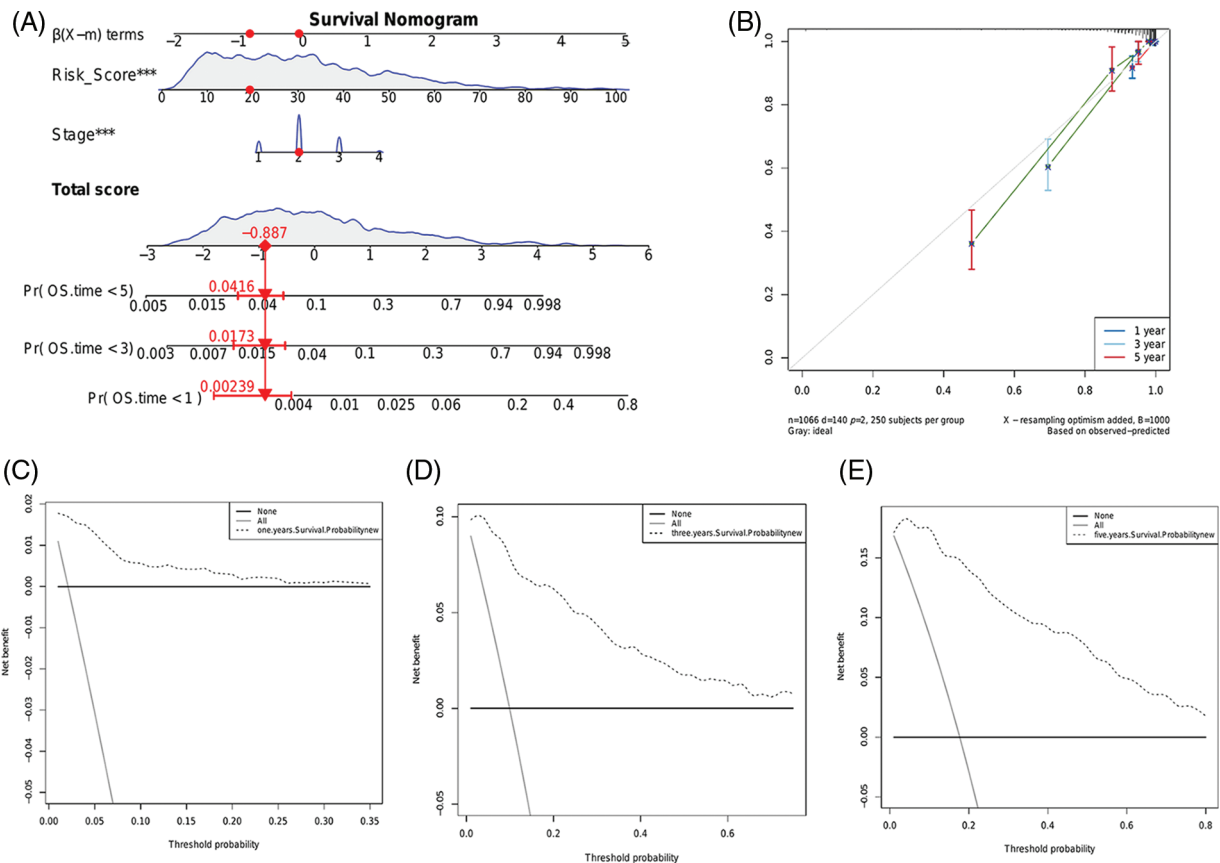 (A)
Survival Nomogram
β(X−m) terms
−2 −1 0 1 2 3 4 5
Risk_Score***
0 10 20 30 40 50 60 70 80 90 100
Stage***
1 2 3 4
Total score
−0.887
−3 −2 −1 0 1 2 3 4 5 6
0.0416
Pr( OS.time < 5)
0.005 0.015 0.04 0.1 0.3 0.7 0.94 0.998
0.0173
Pr( OS.time < 3)
0.003 0.007 0.015 0.04 0.1 0.3 0.7 0.94 0.998
0.00239
Pr( OS.time < 1 )
0.004 0.01 0.025 0.06 0.2 0.4 0.8
(B)
1.0
0.8
0.6
0.4
0.2
0.0
1 year
3 year
5 year
0.0 0.2 0.4 0.6 0.8 1.0
n=1066 d=140 p=2, 250 subjects per group
Gray: ideal
X − resampling optimism added, B=1000
Based on observed−predicted
(C)
None
All
one.years.Survival.Probabilitynew
Net benefit
0.02
0.01
0.00
-0.01
-0.02
-0.03
-0.04
-0.05
0.00 0.05 0.10 0.15 0.20 0.25 0.30 0.35
Threshold probability
(D)
None
All
three.years.Survival.Probabilitynew
Net benefit
0.10
0.05
0.00
-0.05
0.0 0.2 0.4 0.6
Threshold probability
(E)
None
All
five.years.Survival.Probabilitynew
Net benefit
0.15
0.10
0.05
0.00
-0.05
0.0 0.2 0.4 0.6 0.8
Threshold probability